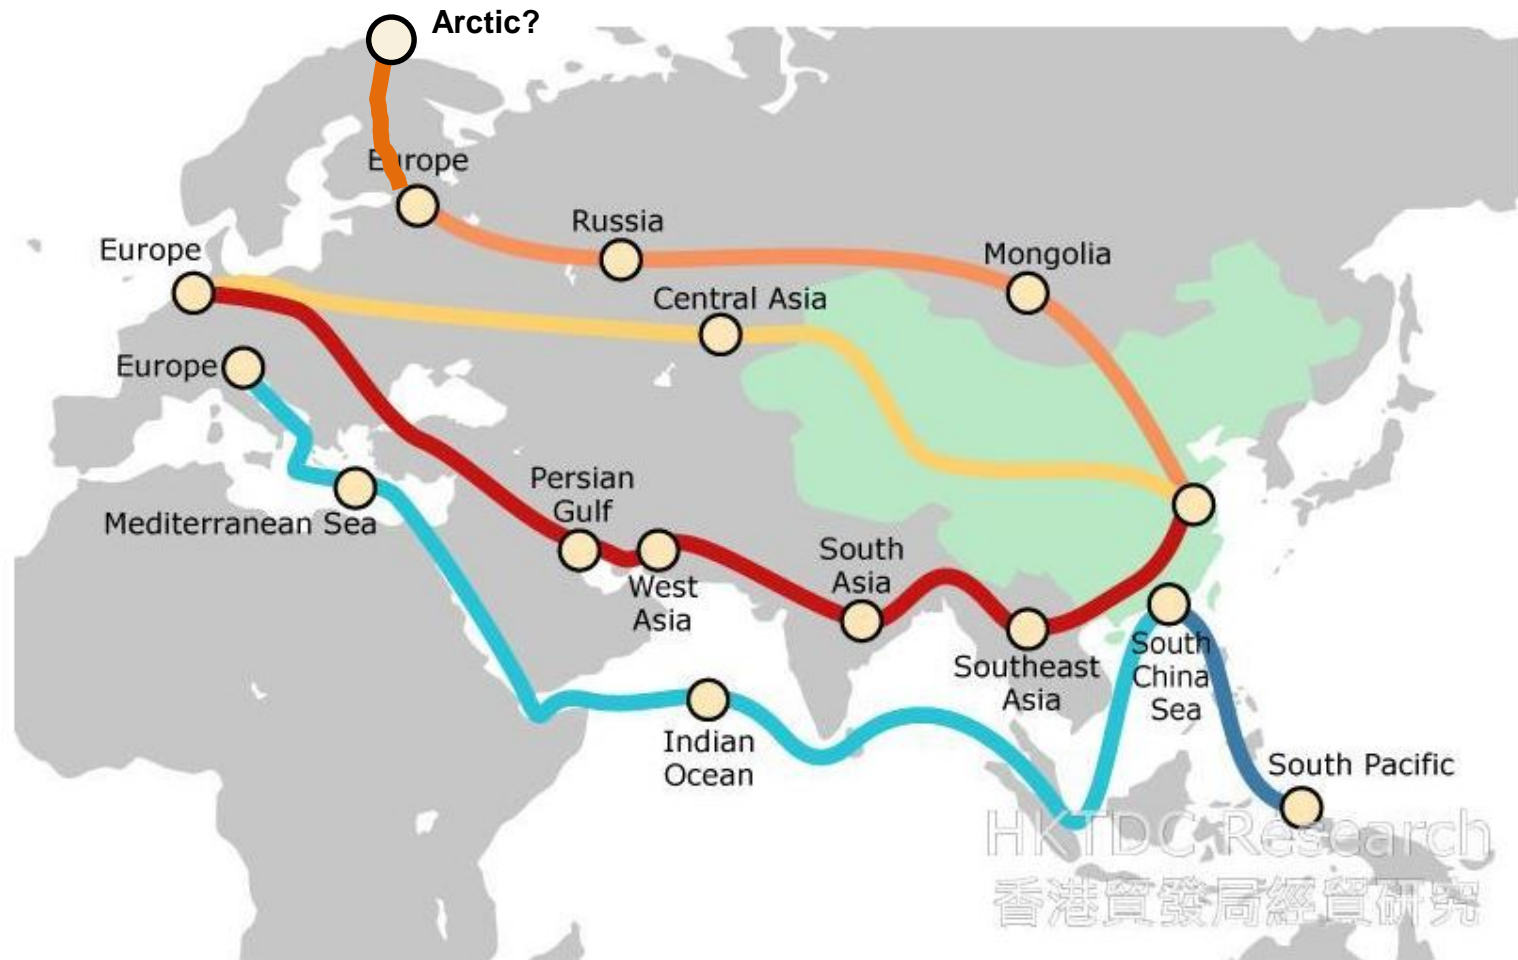 Arctic?
Europe
Russia
Europe
Mongolia
Central Asia
Europe
Persian
Gulf
Mediterranean Sea
West
Asia
South
Asia
Southeast
Asia
South
China
Sea
Indian
Ocean
South Pacific
HKTDC Research
香港貿發局經貿研究